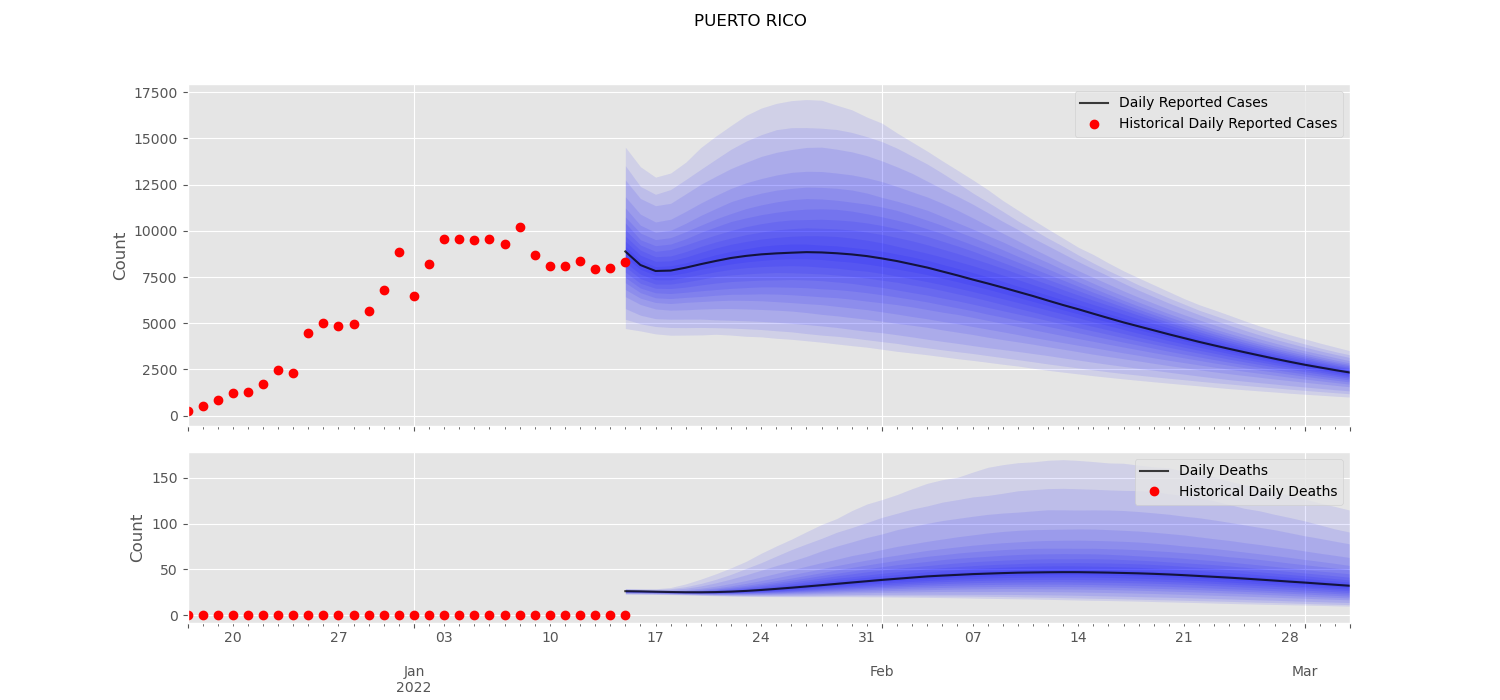 PUERTO RICO
17500
15000
12500
10000
7500
5000
2500
0
Count
Daily Reported Cases
Historical Daily Reported Cases
150
100
50
0
Count
Daily Deaths
Historical Daily Deaths
20 27 03 10 17 24 31 07 14 21 28
Jan Feb Mar
2022